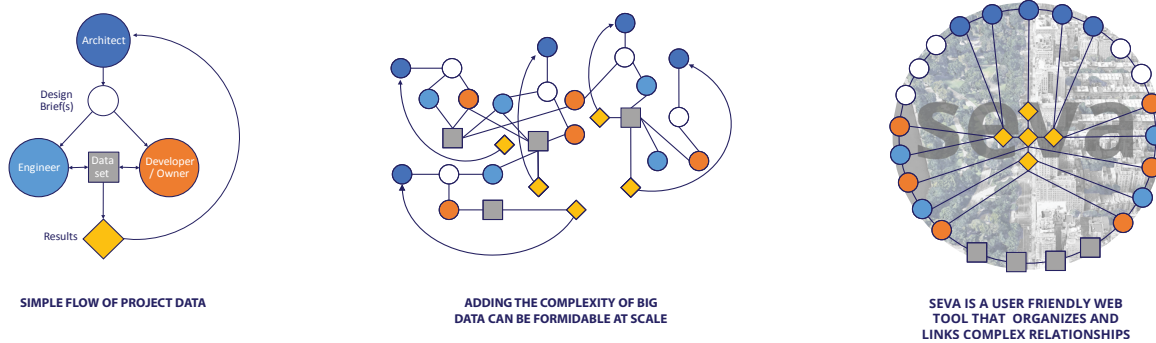 Architect
Design
Brief(s)
Engineer
Data
set
Developer
/ Owner
Results
SIMPLE FLOW OF PROJECT DATA
ADDING THE COMPLEXITY OF BIG
DATA CAN BE FORMIDABLE AT SCALE
seva
SEVA IS A USER FRIENDLY WEB
TOOL THAT ORGANIZES AND
LINKS COMPLEX RELATIONSHIPS